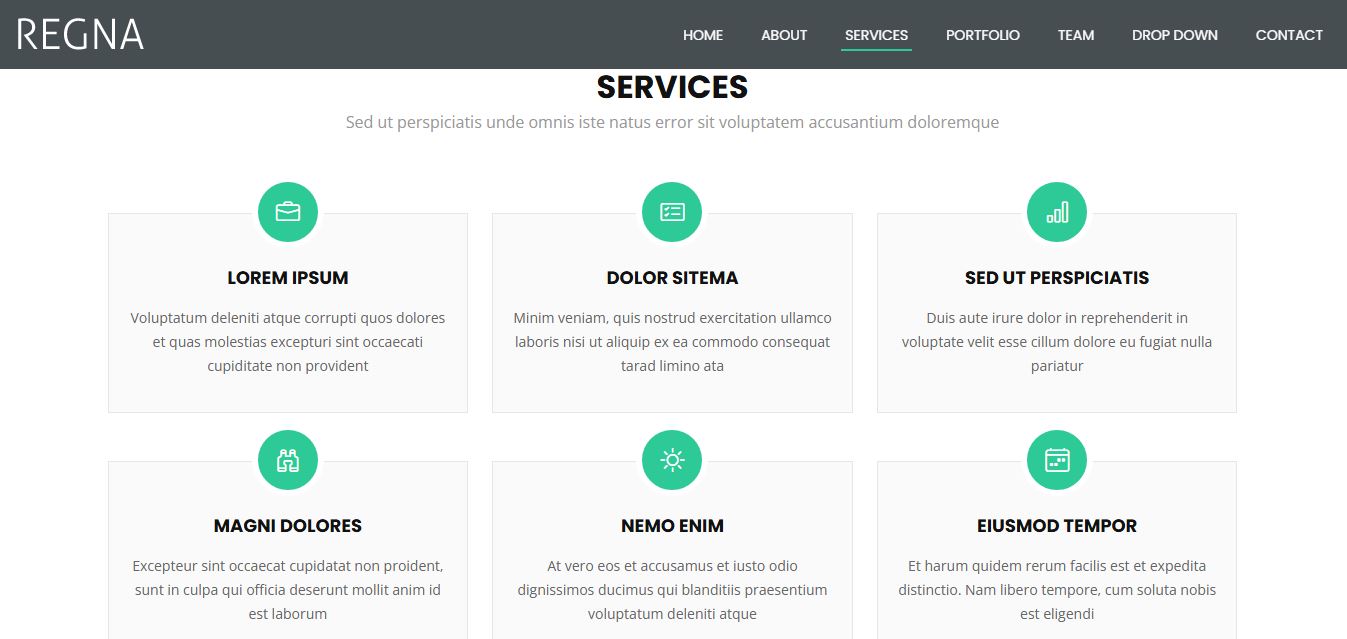 REGNA
HOME ABOUT SERVICES PORTFOLIO TEAM DROP DOWN CONTACT
SERVICES
Sed ut perspiciatis unde omnis iste natus error sit voluptatem accusantium doloremque
LOREM IPSUM
Voluptatum deleniti atque corrupti quos dolores
et quas molestias excepturi sint occaecati
cupiditate non provident
DOLOR SITEMA
Minim veniam, quis nostrud exercitation ullamco
laboris nisi ut aliquip ex ea commodo consequat
tarad limino ata
SED UT PERSPICIATIS
Duis aute irure dolor in reprehenderit in
voluptate velit esse cillum dolore eu fugiat nulla
pariatur
MAGNI DOLORES
Excepteur sint occaecat cupidatat non proident,
sunt in culpa qui officia deserunt mollit anim id
est laborum
NEMO ENIM
At vero eos et accusamus et iusto odio
dignissimos ducimus qui blanditiis praesentium
voluptatum deleniti atque
EIUSMOD TEMPOR
Et harum quidem rerum facilis est et expedita
distinctio. Nam libero tempore, cum soluta nobis
est eligendi